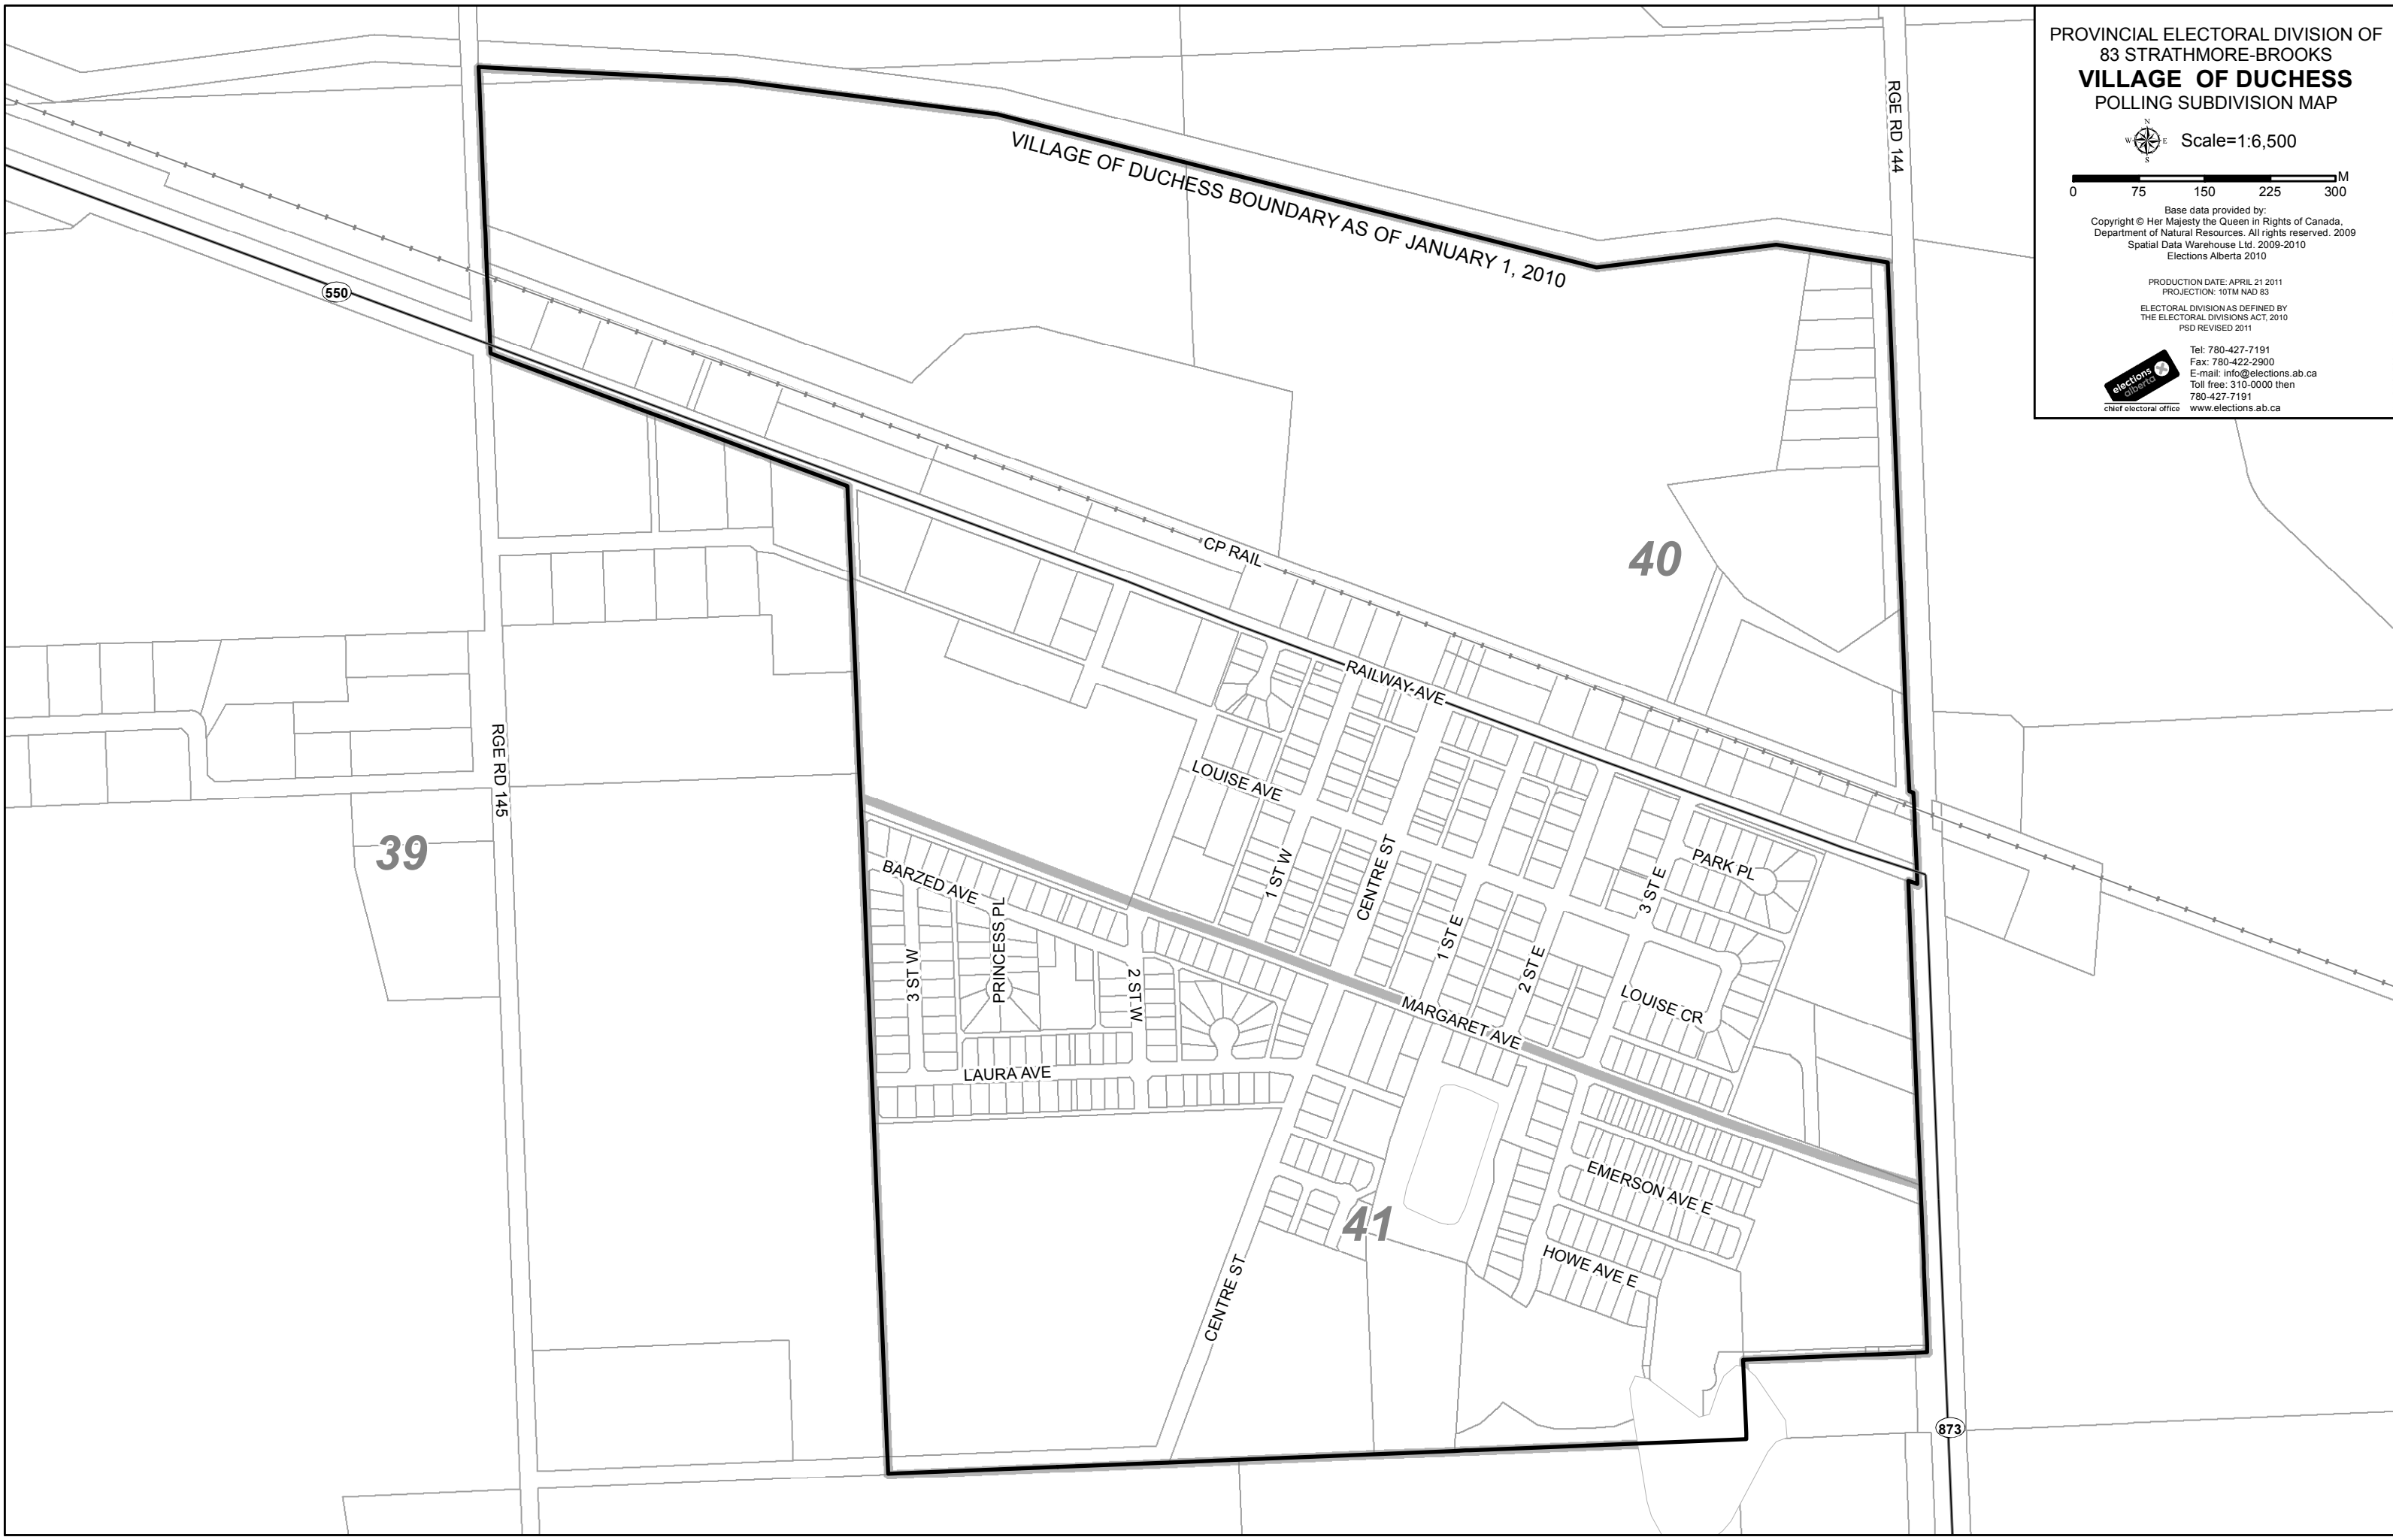 PROVINCIAL ELECTORAL DIVISION OF
83 STRATHMORE-BROOKS
VILLAGE OF DUCHESS
POLLING SUBDIVISION MAP
N
W E
S
Scale=1:6,500
M
0 75 150 225 300
Base data provided by:
Copyright © Her Majesty the Queen in Rights of Canada,
Department of Natural Resources. All rights reserved. 2009
Spatial Data Warehouse Ltd. 2009-2010
Elections Alberta 2010
PRODUCTION DATE: APRIL 21 2011
PROJECTION: 10TM NAD 83
ELECTORAL DIVISION AS DEFINED BY
THE ELECTORAL DIVISIONS ACT, 2010
PSD REVISED 2011
elections
alberta
chief electoral office
Tel: 780-427-7191
Fax: 780-422-2900
E-mail: info@elections.ab.ca
Toll free: 310-0000 then
780-427-7191
www.elections.ab.ca
RGE RD 144
VILLAGE OF DUCHESS BOUNDARY AS OF JANUARY 1, 2010
550
CP RAIL
40
RAILWAY AVE
RGE RD 145
LOUISE AVE
39
BARZED AVE
1 ST W
CENTRE ST
PARK PL
3 ST E
PRINCESS PL
3 ST W
2 ST W
1 ST E
2 ST E
LOUISE CR
MARGARET AVE
LAURA AVE
EMERSON AVE E
41
HOWE AVE E
CENTRE ST
873